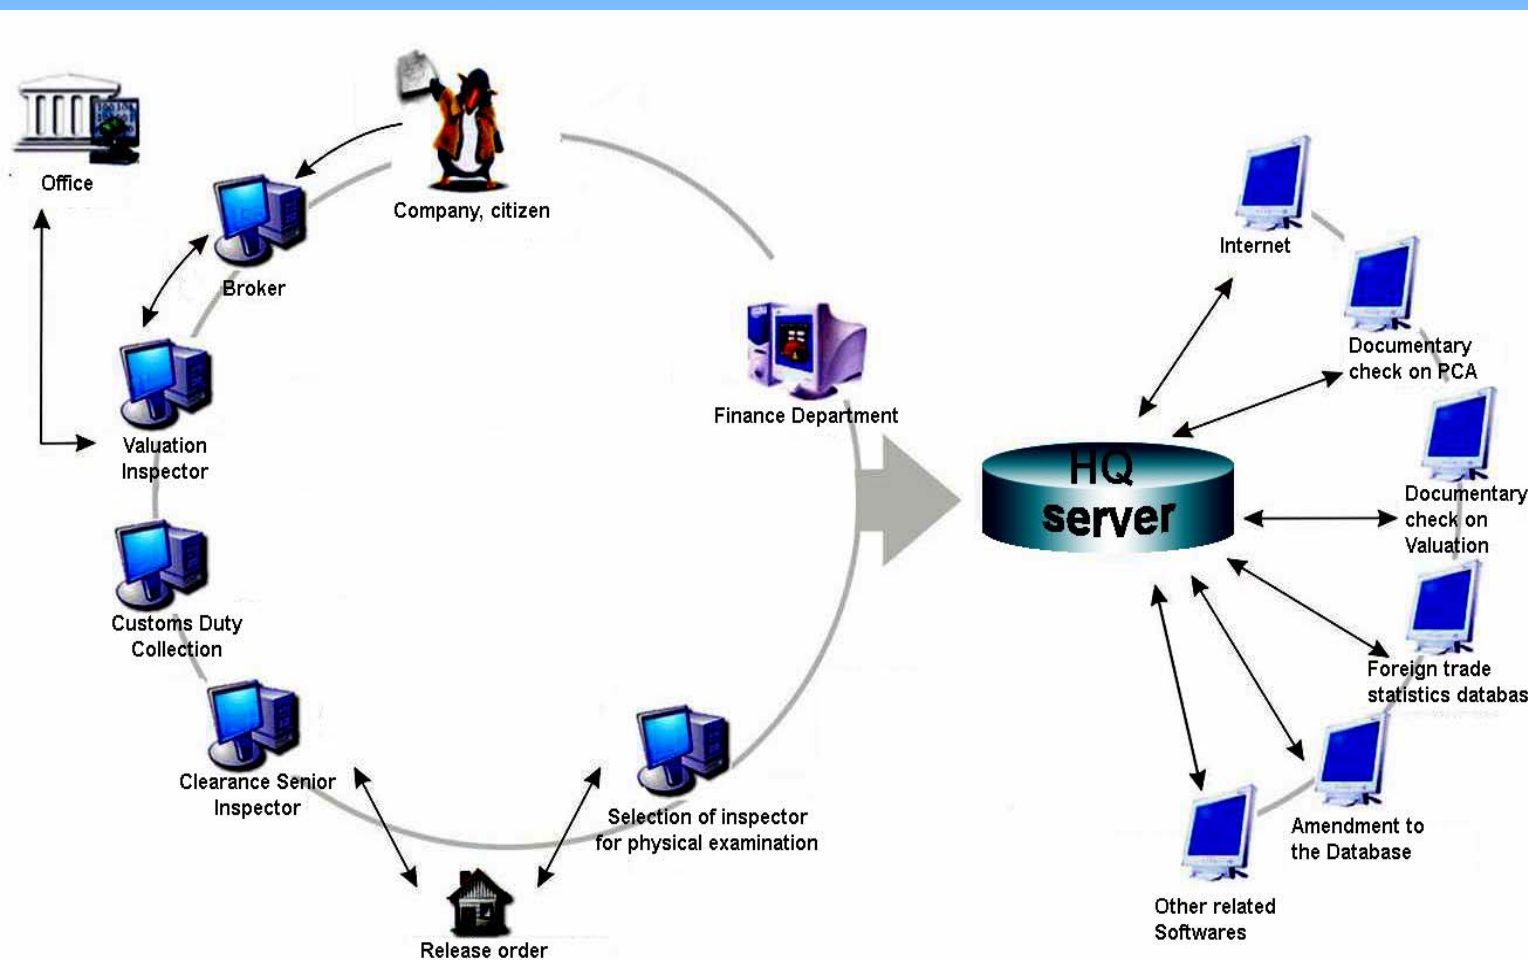 Office
Company, citizen
Broker
Valuation
Inspector
Customs Duty
Collection
Clearance Senior
Inspector
Release order
Selection of inspector
for physical examination
Finance Department
HQ
server
Internet
Documentary
check on PCA
Documentary
check on
Valuation
Foreign trade
statistics databas
Amendment to
the Database
Other related
Softwares